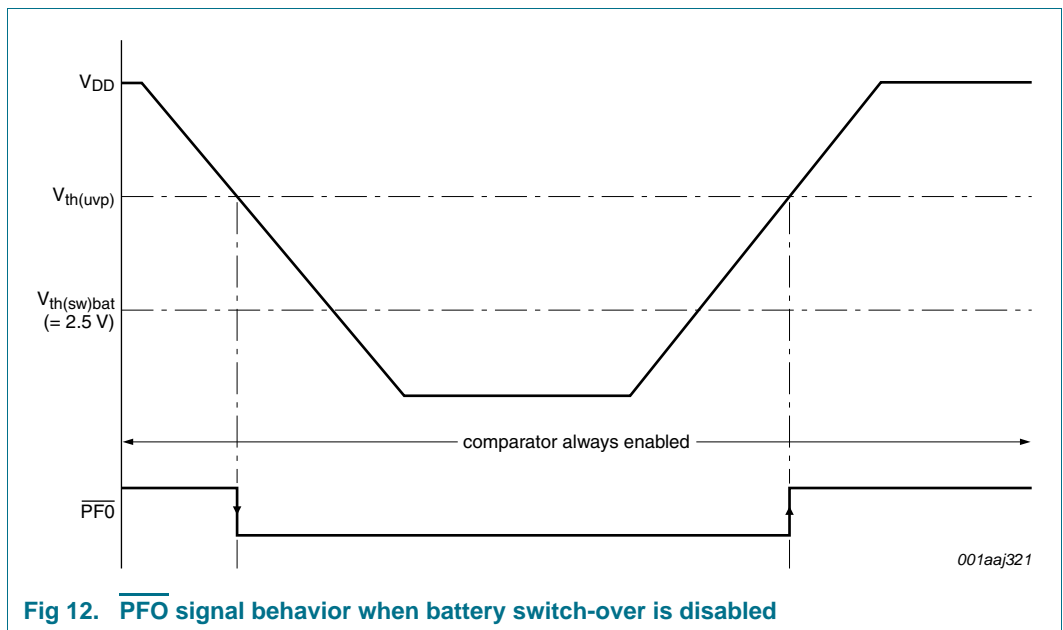 VDD
Vth(uvp)
Vth(sw)bat
(= 2.5 V)
comparator always enabled
PF0
001aaj321
Fig 12. PFO signal behavior when battery switch-over is disabled